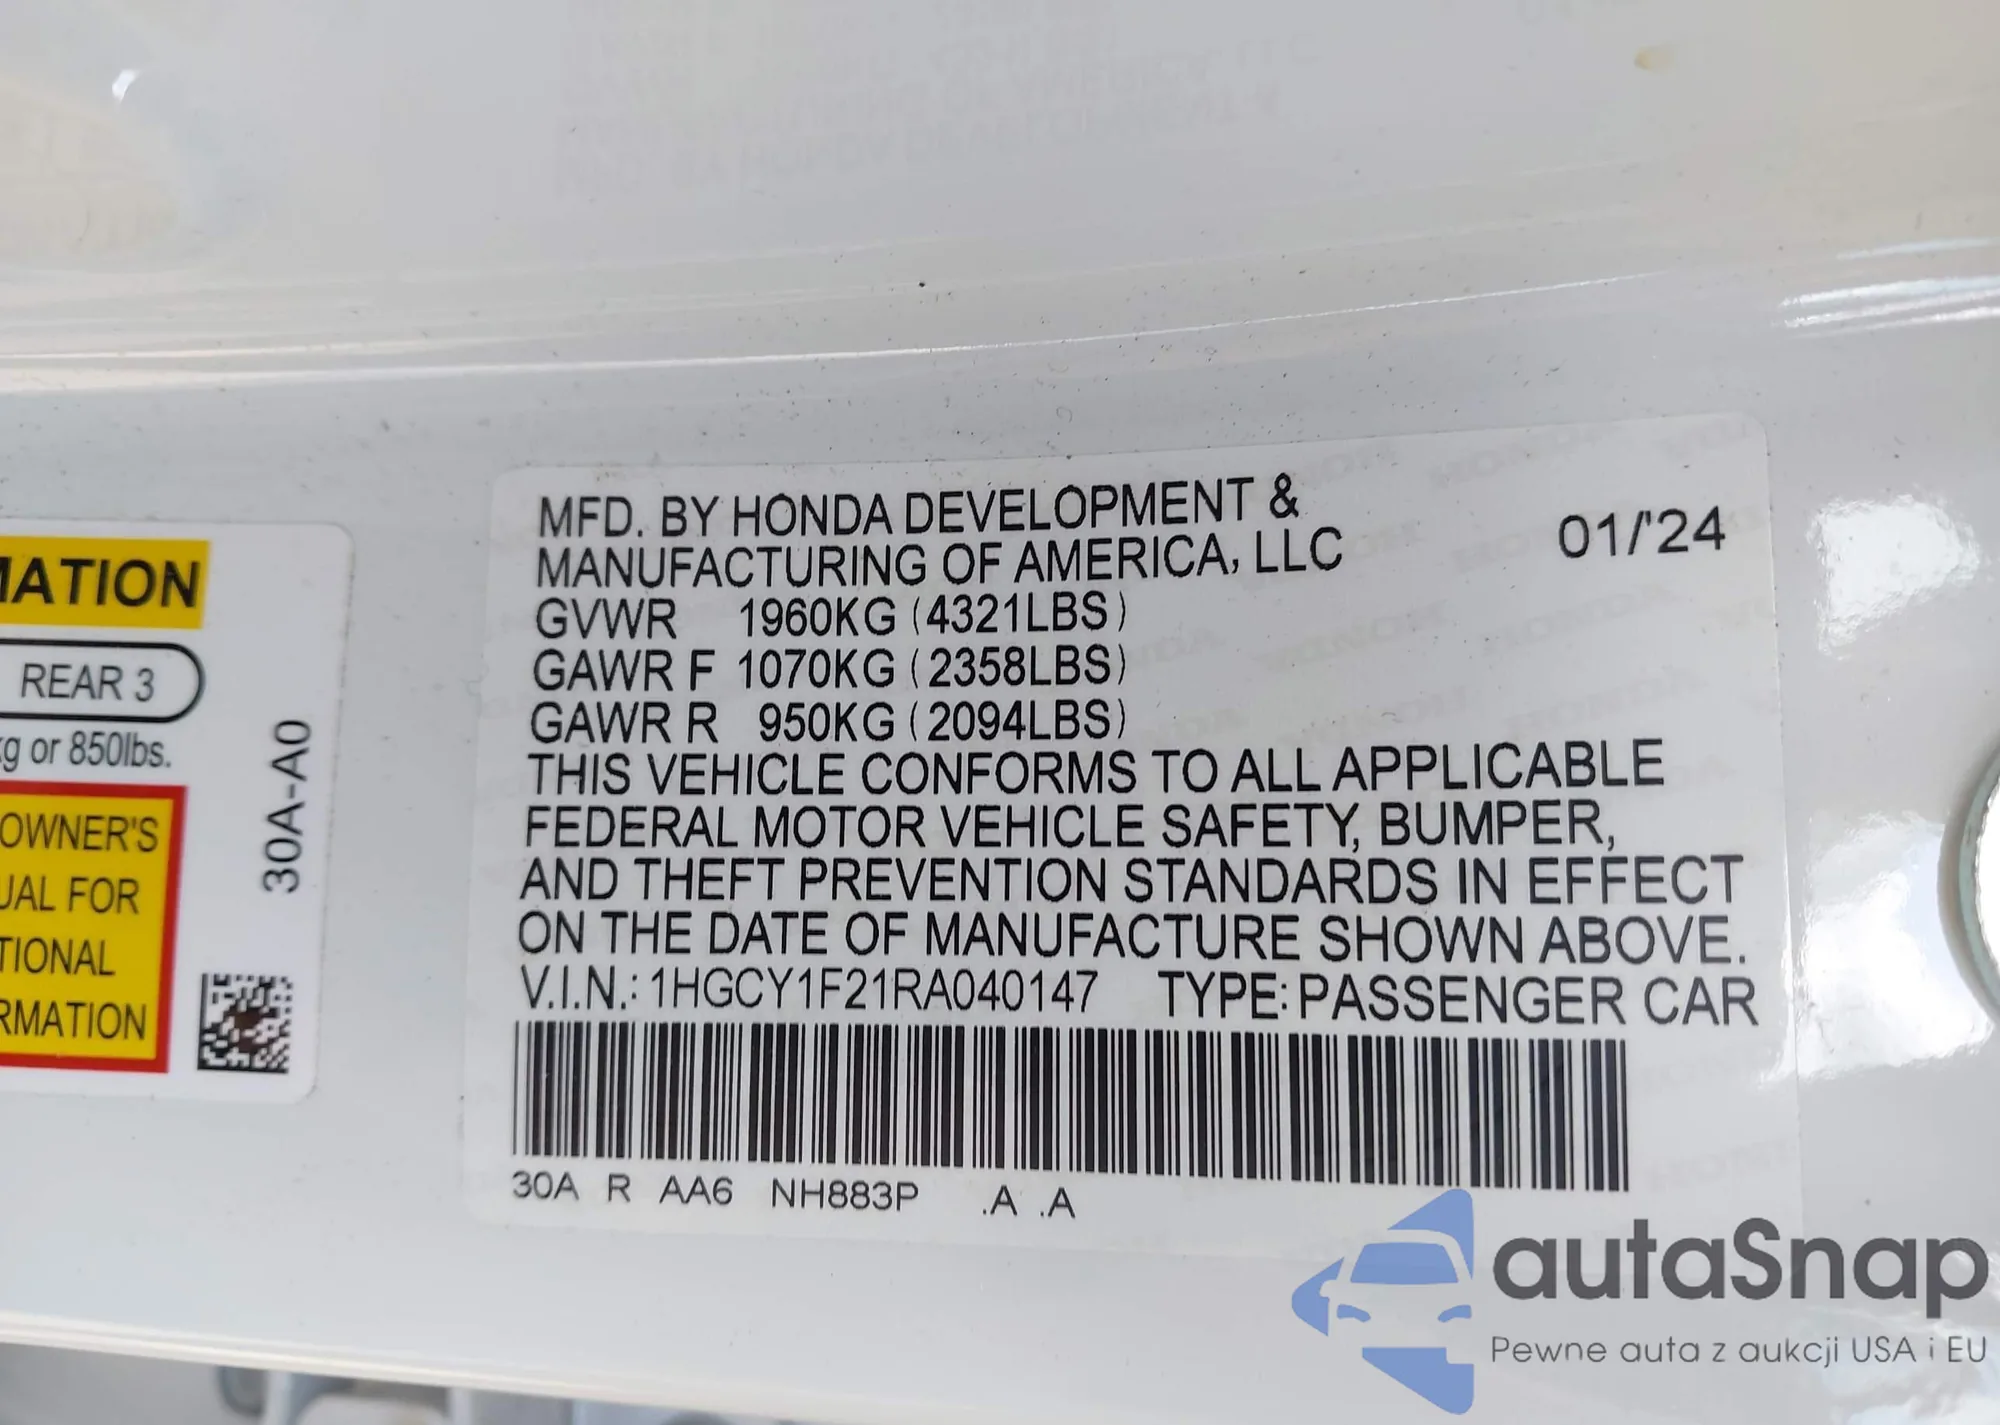 MATION
REAR 3
kg or 850lbs.
OWNER'S
UAL FOR
TIONAL
RMATION
30A-A0
MFD. BY HONDA DEVELOPMENT &
MANUFACTURING OF AMERICA, LLC
01/'24
GVWR 1960KG (4321LBS)
GAWR F 1070KG (2358LBS)
GAWR R 950KG (2094LBS)
THIS VEHICLE CONFORMS TO ALL APPLICABLE
FEDERAL MOTOR VEHICLE SAFETY, BUMPER,
AND THEFT PREVENTION STANDARDS IN EFFECT
ON THE DATE OF MANUFACTURE SHOWN ABOVE.
V.I.N.: 1HGCY1F21RA040147 TYPE: PASSENGER CAR
30A R AA6 NH883P .A .A
autaSnap
Pewne auta z aukcji USA i EU